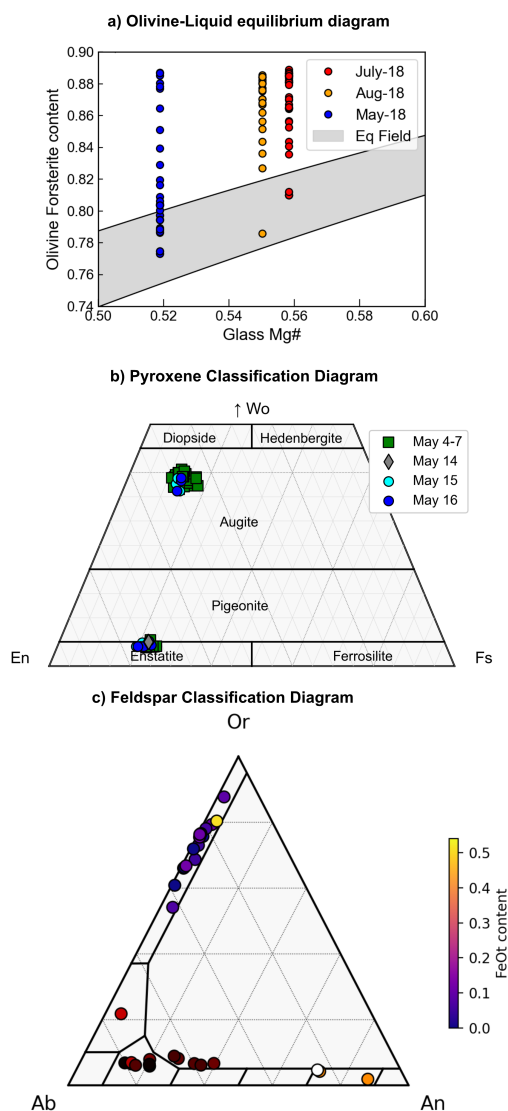 a) Olivine-Liquid equilibrium diagram
Olivine Forsterite content
0.90
0.88
0.86
0.84
0.82
0.80
0.78
0.76
0.74
July-18
Aug-18
May-18
Eq Field
0.50 0.52 0.54 0.56 0.58 0.60
Glass Mg#
b) Pyroxene Classification Diagram
↑ Wo
Diopside Hedenbergite
May 4-7
May 14
May 15
May 16
Augite
Pigeonite
En Enstatite Ferrosilite Fs
c) Feldspar Classification Diagram
Or
0.5
0.4
0.3
0.2
0.1
0.0
FeOt content
Ab An